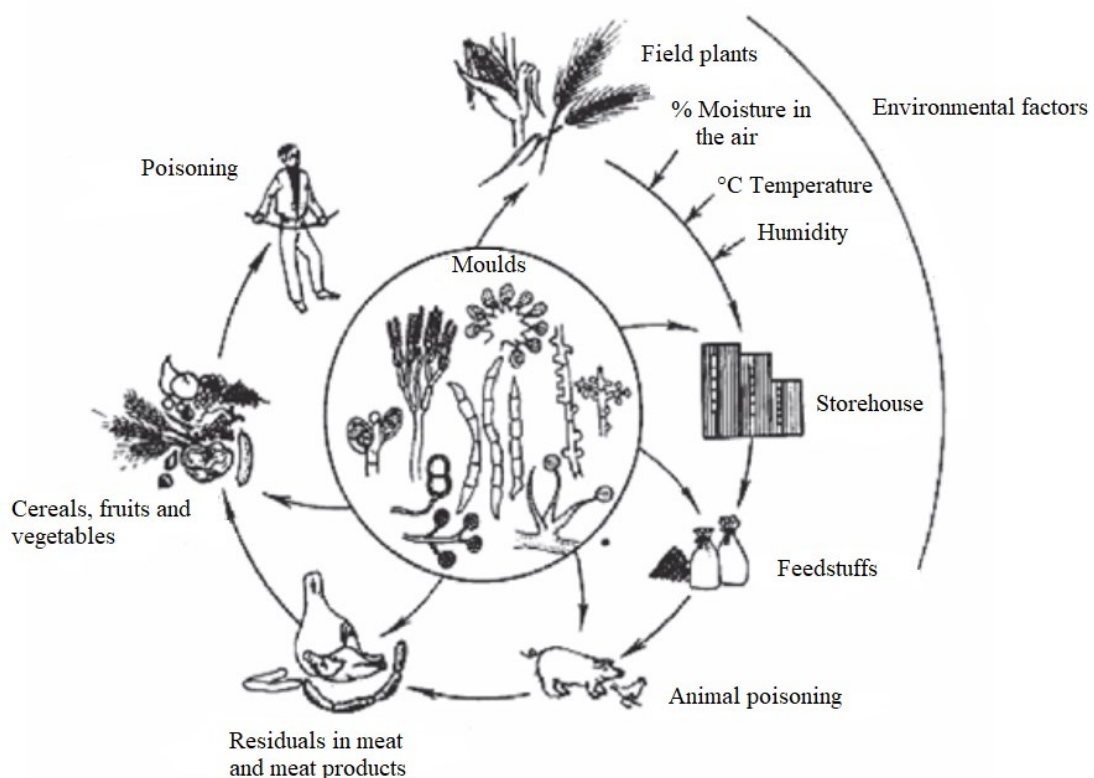 Field plants
% Moisture in
the air
Environmental factors
Poisoning
°C Temperature
Humidity
Moulds
Storehouse
Cereals, fruits and
vegetables
Feedstuffs
Animal poisoning
Residuals in meat
and meat products